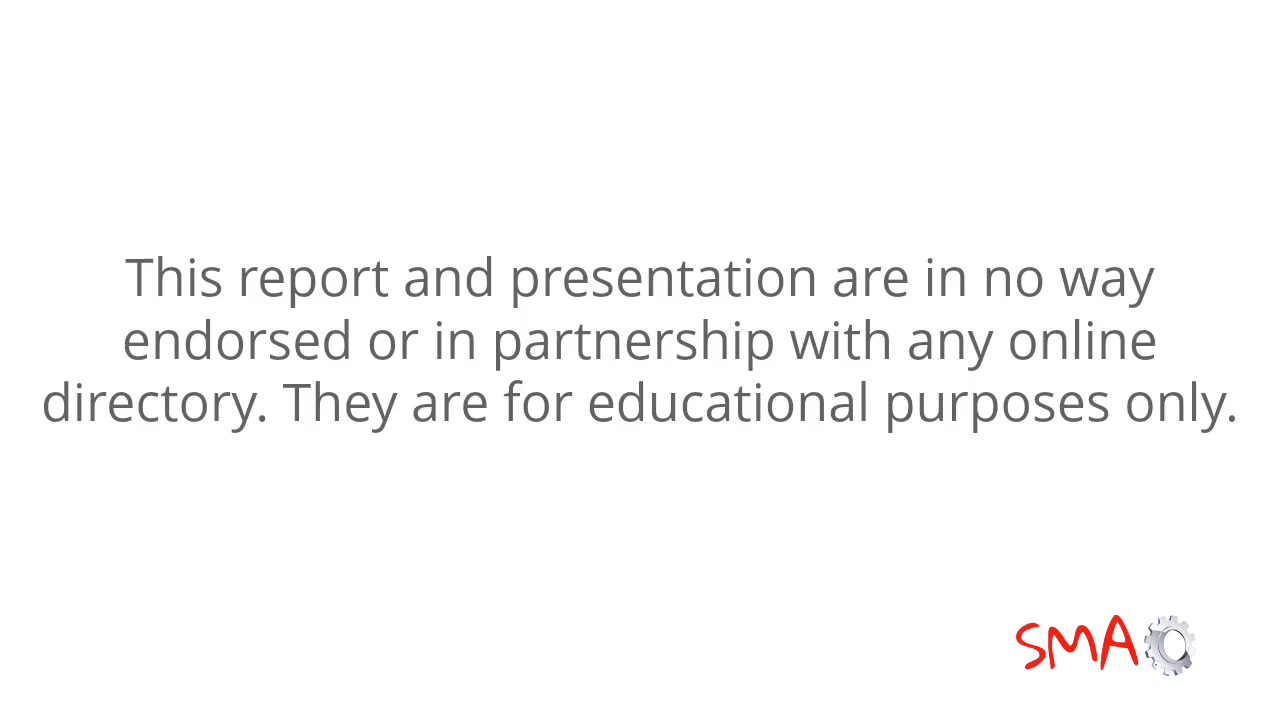 This report and presentation are in no way
endorsed or in partnership with any online
directory. They are for educational purposes only.
SMA